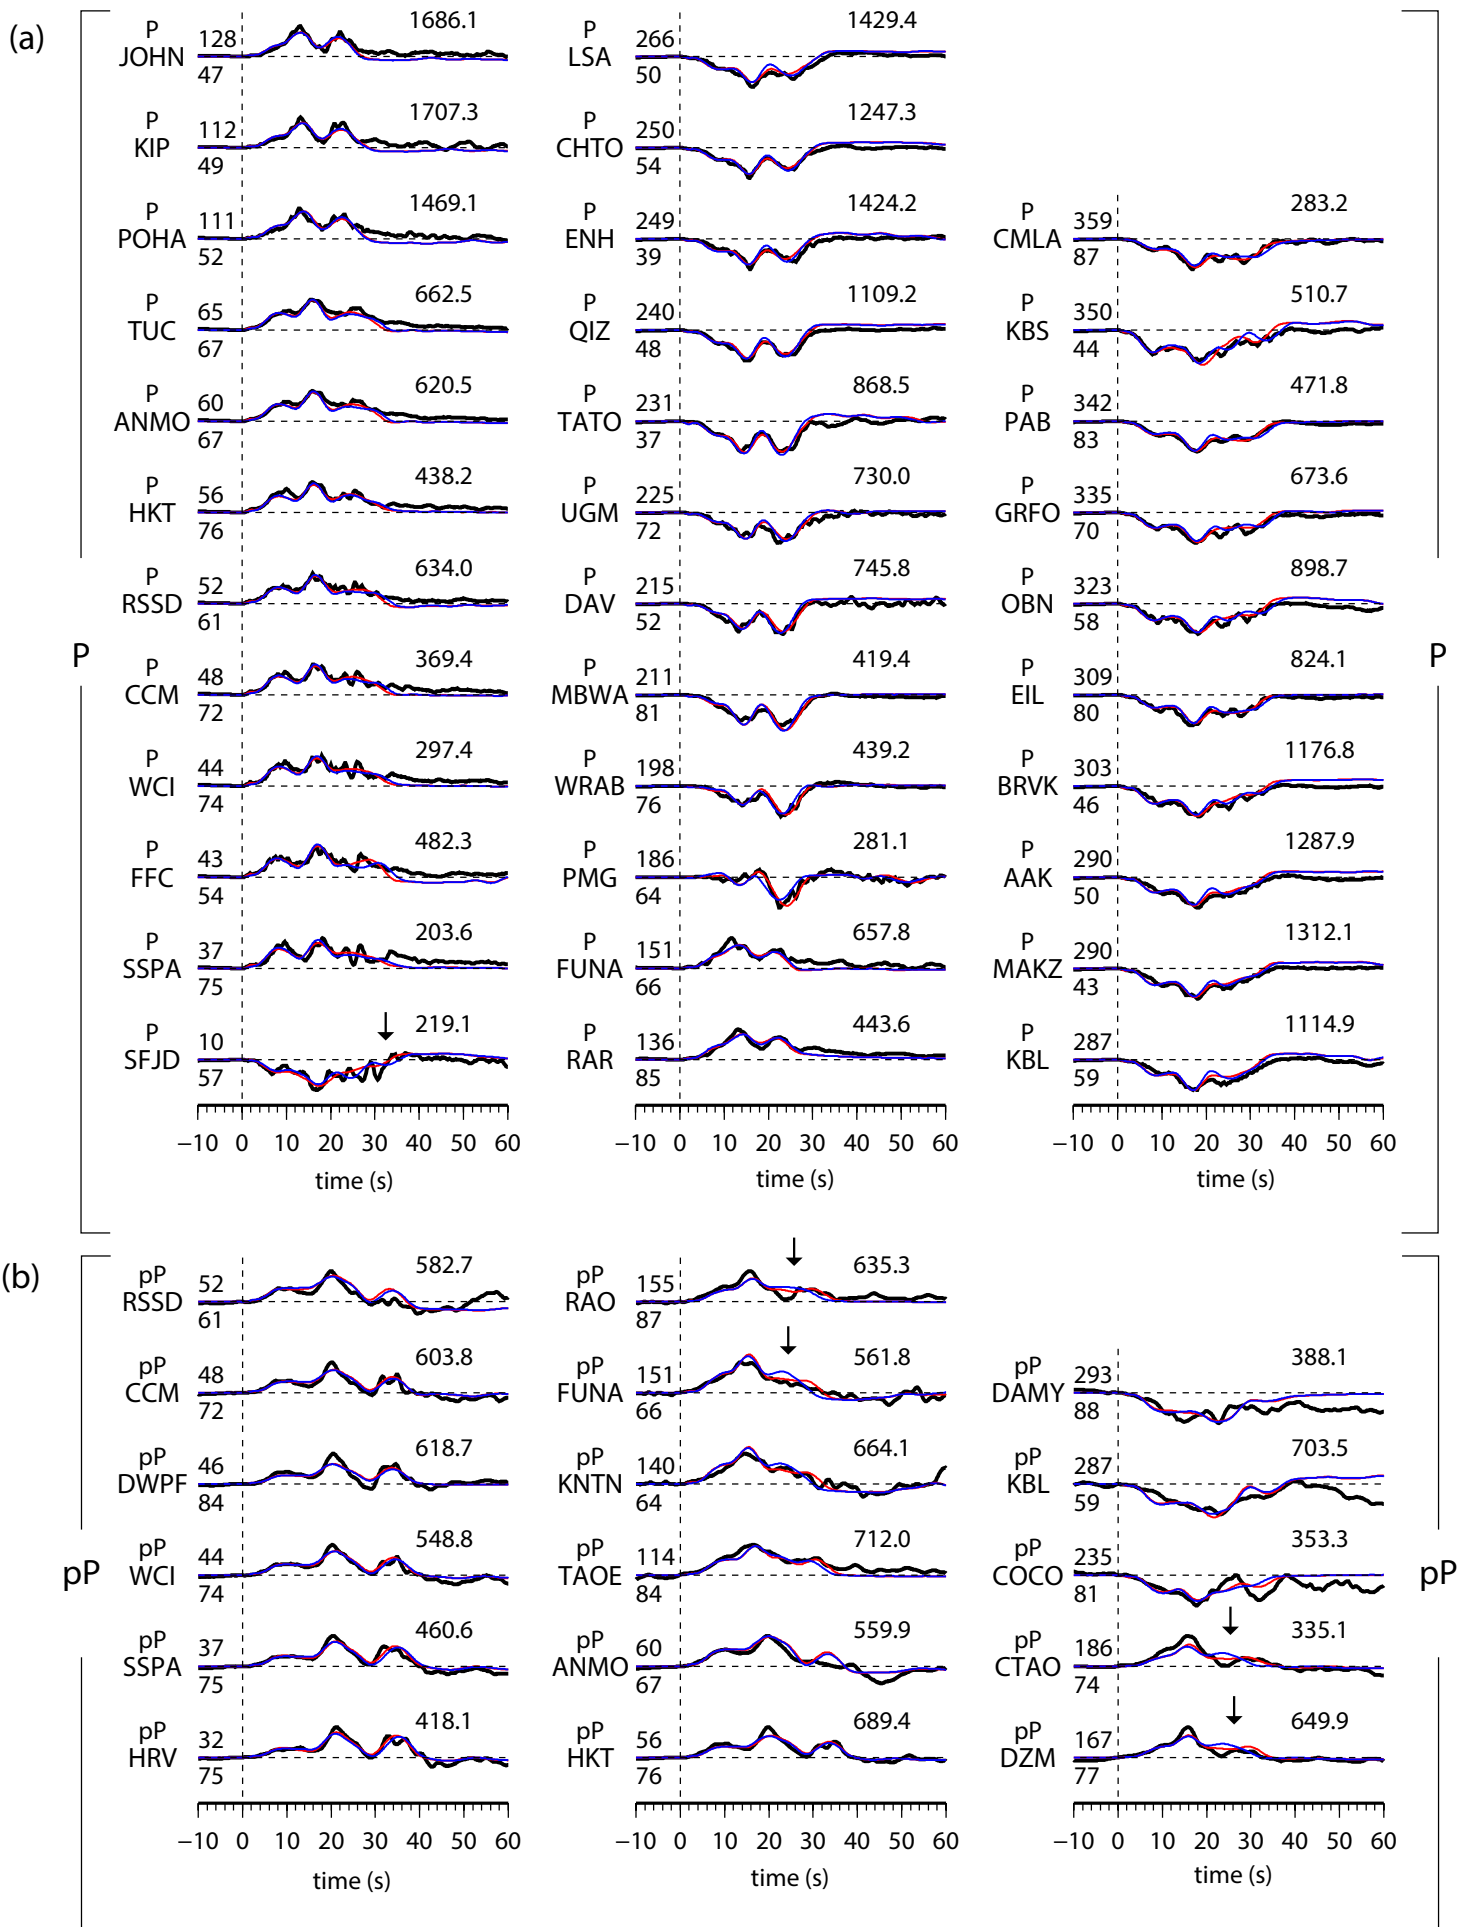 (a)
P
P
P
JOHN 128 47 1686.1
P
KIP 112 49 1707.3
P
POHA 111 52 1469.1
P
TUC 65 67 662.5
P
ANMO 60 67 620.5
P
HKT 56 76 438.2
P
RSSD 52 61 634.0
P
CCM 48 72 369.4
P
WCI 44 74 297.4
P
FFC 43 54 482.3
P
SSPA 37 75 203.6
P
SFJD 10 57 219.1
−10 0 10 20 30 40 50 60
time (s)
P
LSA 266 50 1429.4
P
CHTO 250 54 1247.3
P
ENH 249 39 1424.2
P
QIZ 240 48 1109.2
P
TATO 231 37 868.5
P
UGM 225 72 730.0
P
DAV 215 52 745.8
P
MBWA 211 81 419.4
P
WRAB 198 76 439.2
P
PMG 186 64 281.1
P
FUNA 151 66 657.8
P
RAR 136 85 443.6
−10 0 10 20 30 40 50 60
time (s)
P
CMLA 359 87 283.2
P
KBS 350 44 510.7
P
PAB 342 83 471.8
P
GRFO 335 70 673.6
P
OBN 323 58 898.7
P
EIL 309 80 824.1
P
BRVK 303 46 1176.8
P
AAK 290 50 1287.9
P
MAKZ 290 43 1312.1
P
KBL 287 59 1114.9
−10 0 10 20 30 40 50 60
time (s)
(b)
pP
pP
pP
RSSD 52 61 582.7
pP
CCM 48 72 603.8
pP
DWPF 46 84 618.7
pP
WCI 44 74 548.8
pP
SSPA 37 75 460.6
pP
HRV 32 75 418.1
−10 0 10 20 30 40 50 60
time (s)
pP
RAO 155 87 635.3
pP
FUNA 151 66 561.8
pP
KNTN 140 64 664.1
pP
TAOE 114 84 712.0
pP
ANMO 60 67 559.9
pP
HKT 56 76 689.4
−10 0 10 20 30 40 50 60
time (s)
pP
DAMY 293 88 388.1
pP
KBL 287 59 703.5
pP
COCO 235 81 353.3
pP
CTAO 186 74 335.1
pP
DZM 167 77 649.9
−10 0 10 20 30 40 50 60
time (s)